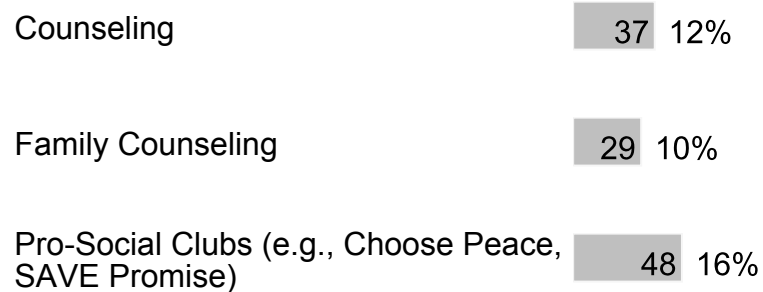 Counseling 37 12%
Family Counseling 29 10%
Pro-Social Clubs (e.g., Choose Peace,
SAVE Promise) 48 16%